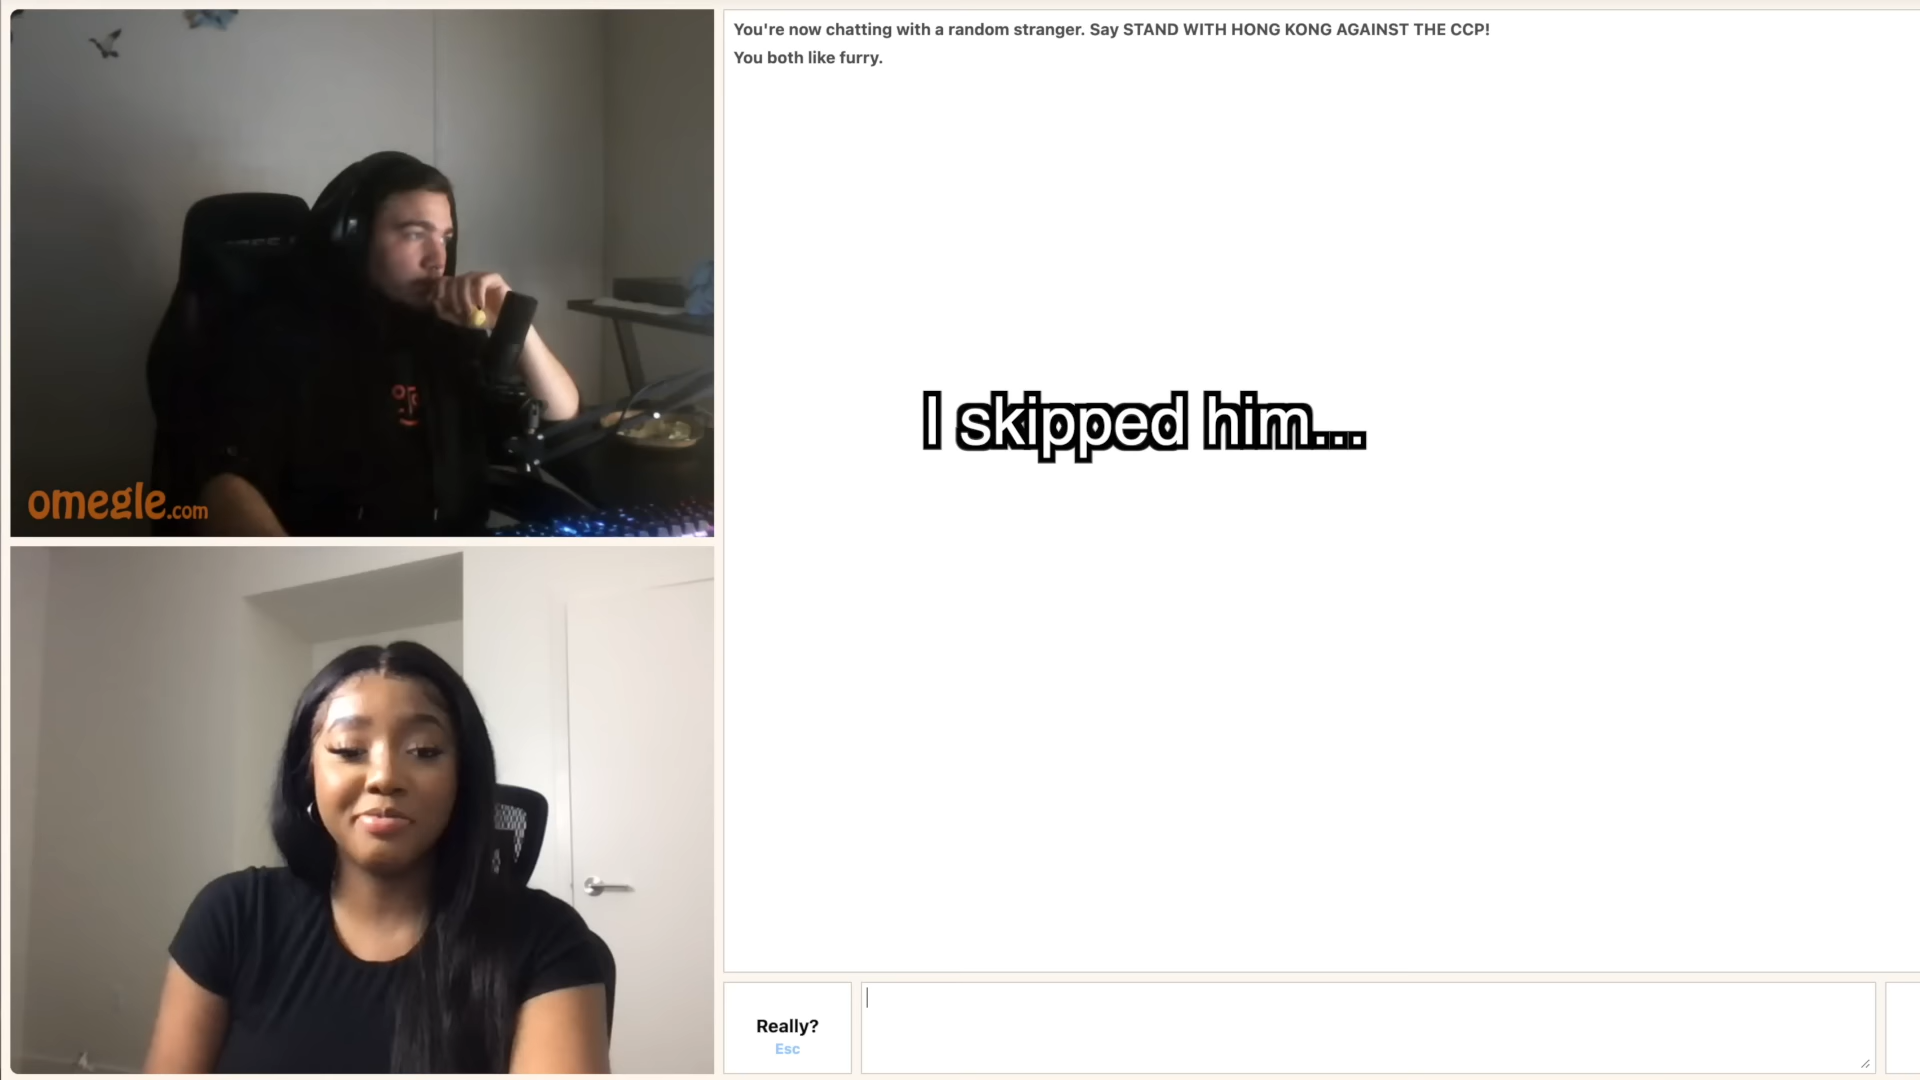 You're now chatting with a random stranger. Say STAND WITH HONG KONG AGAINST THE CCP!
You both like furry.
I skipped him...
omegle.com
Really?
Esc